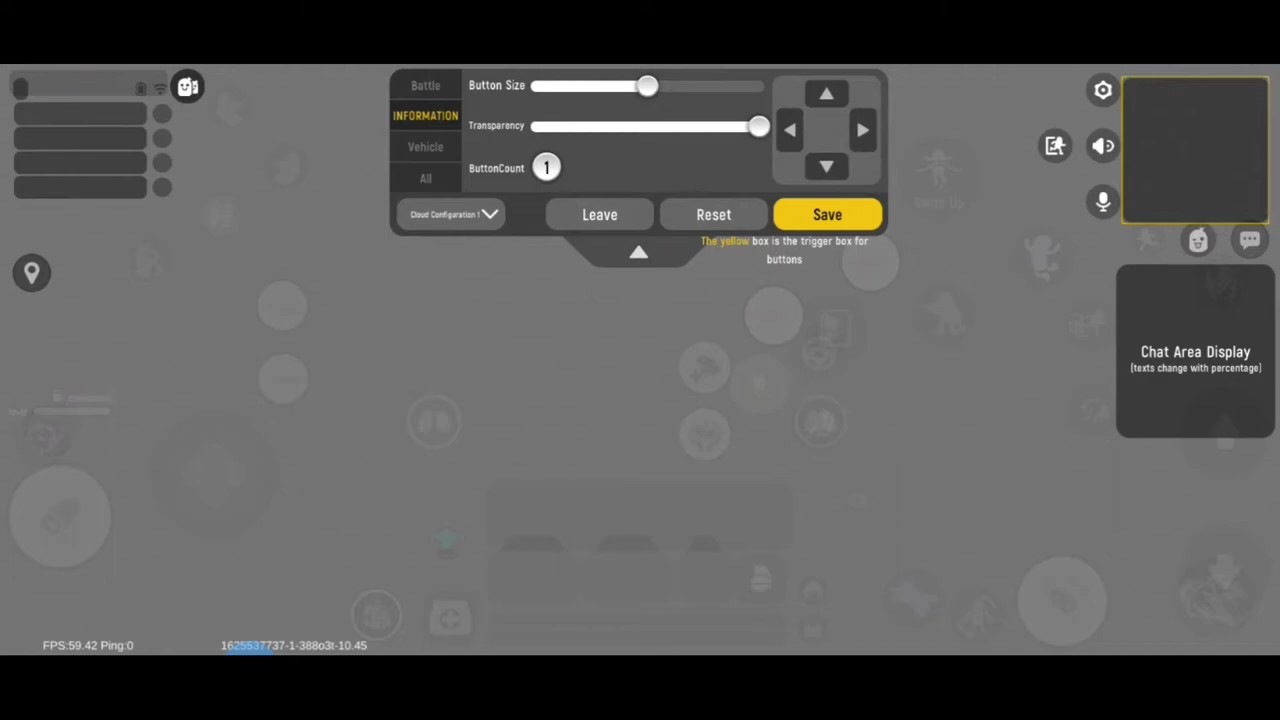 Battle
Button Size
INFORMATION
Transparency
Vehicle
ButtonCount
1
All
Cloud Configuration 1
Leave
Reset
Save
The yellow box is the trigger box for
buttons
Chat Area Display
(texts change with percentage)
FPS:59.42 Ping:0
1625537737-1-388o3t-10.45